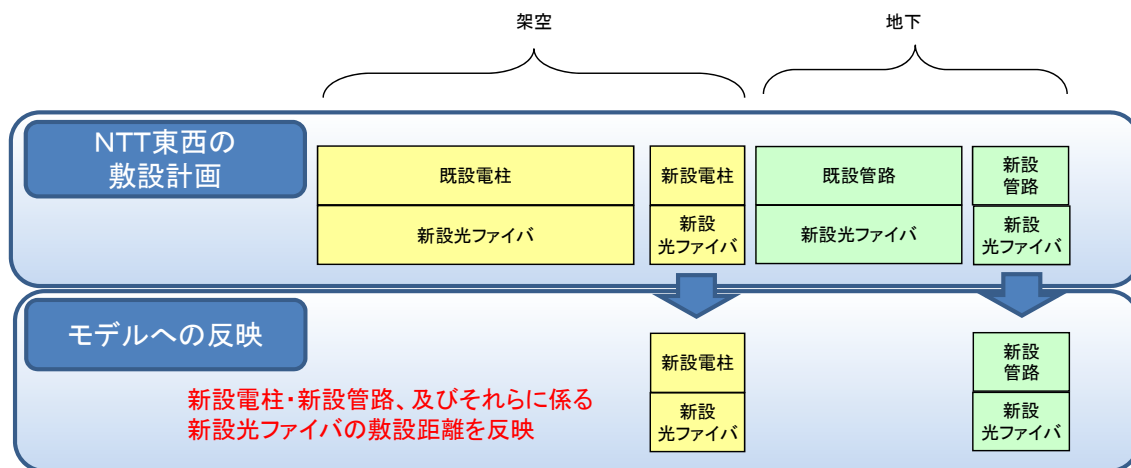 架空
地下
NTT東西の
敷設計画
既設電柱
新設電柱
既設管路
新設
管路
新設光ファイバ
新設
光ファイバ
新設光ファイバ
新設
光ファイバ
モデルへの反映
新設電柱
新設
管路
新設電柱・新設管路、及びそれらに係る
新設光ファイバの敷設距離を反映
新設
光ファイバ
新設
光ファイバ